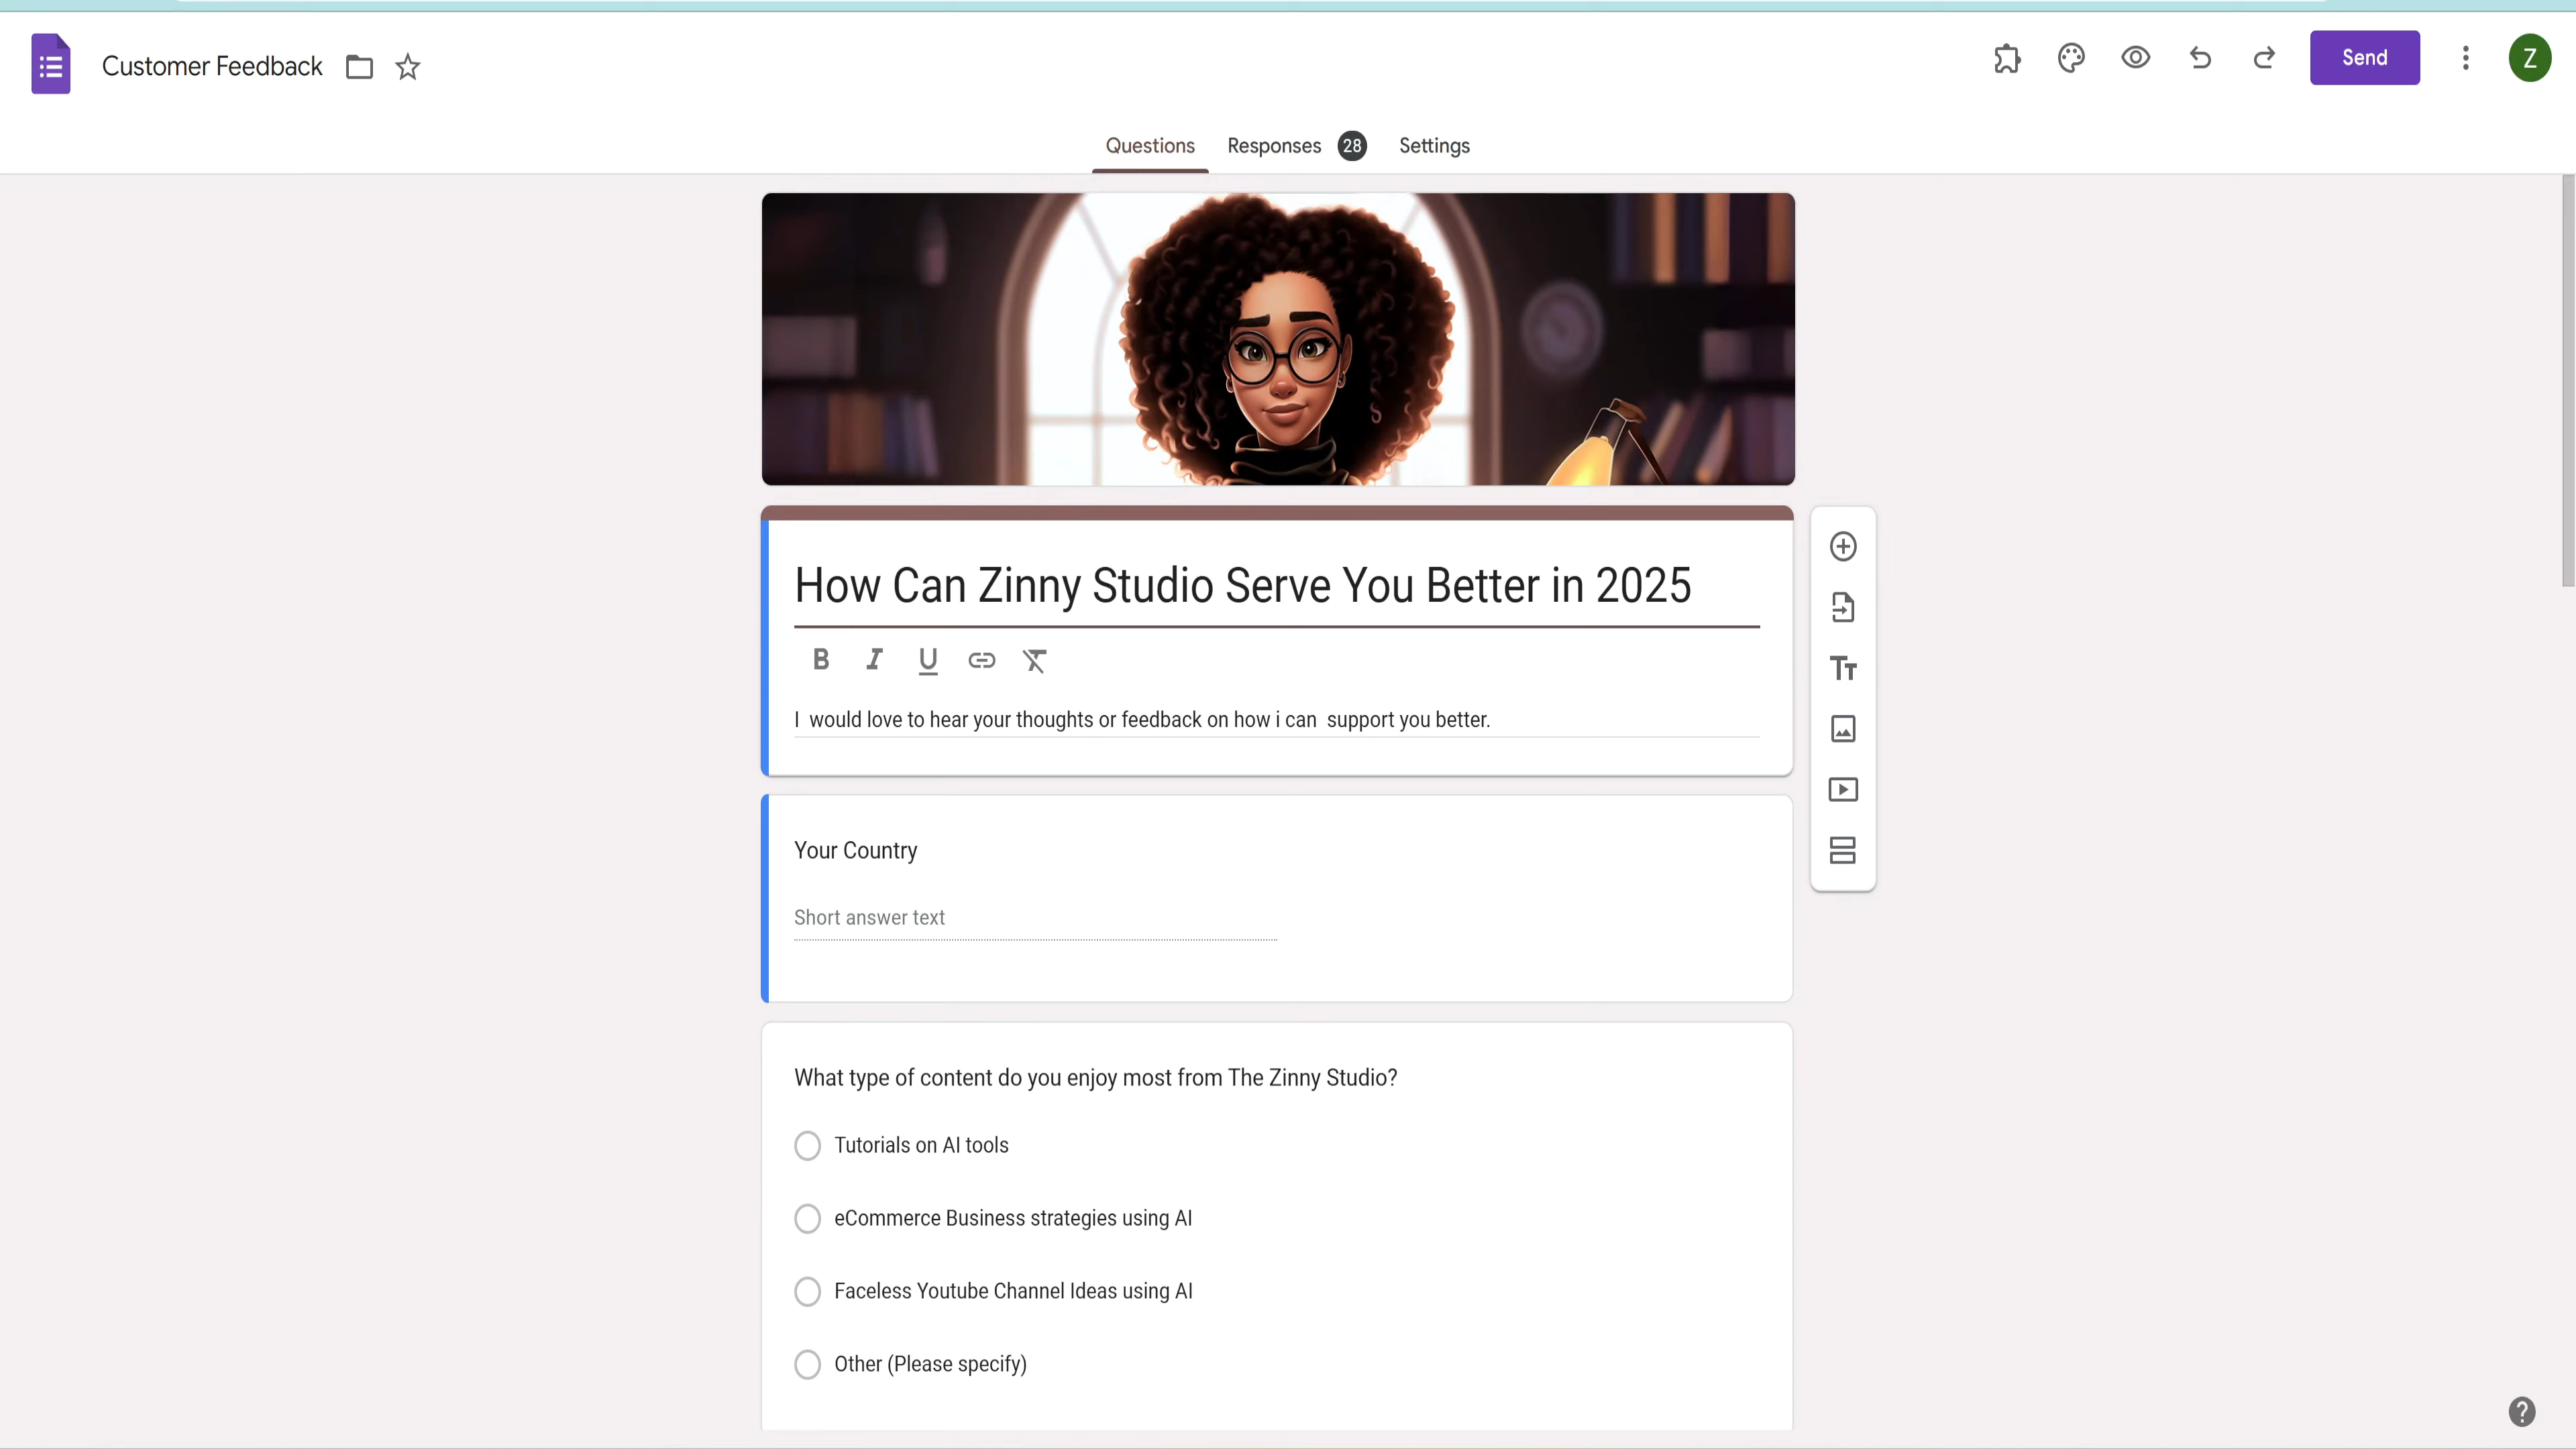 Customer Feedback
Send
Z
Questions
Responses 28
Settings
How Can Zinny Studio Serve You Better in 2025
B I U
I  would love to hear your thoughts or feedback on how i can  support you better.
Your Country
Short answer text
What type of content do you enjoy most from The Zinny Studio?
Tutorials on AI tools
eCommerce Business strategies using AI
Faceless Youtube Channel Ideas using AI
Other (Please specify)